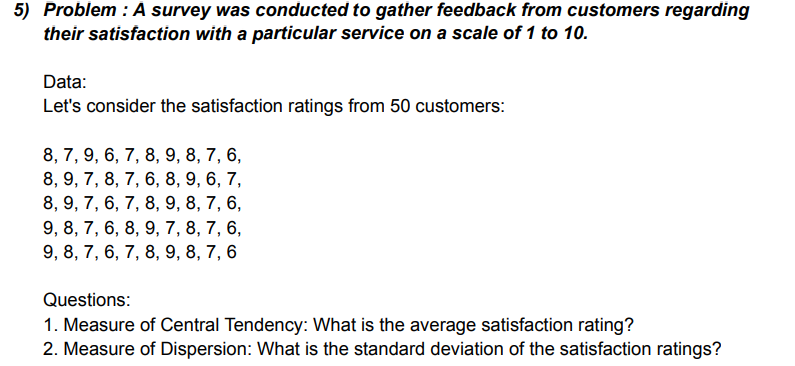 5) Problem : A survey was conducted to gather feedback from customers regarding
their satisfaction with a particular service on a scale of 1 to 10.
Data:
Let's consider the satisfaction ratings from 50 customers:
8, 7, 9, 6, 7, 8, 9, 8, 7, 6,
8, 9, 7, 8, 7, 6, 8, 9, 6, 7,
8, 9, 7, 6, 7, 8, 9, 8, 7, 6,
9, 8, 7, 6, 8, 9, 7, 8, 7, 6,
9, 8, 7, 6, 7, 8, 9, 8, 7, 6
Questions:
1. Measure of Central Tendency: What is the average satisfaction rating?
2. Measure of Dispersion: What is the standard deviation of the satisfaction ratings?